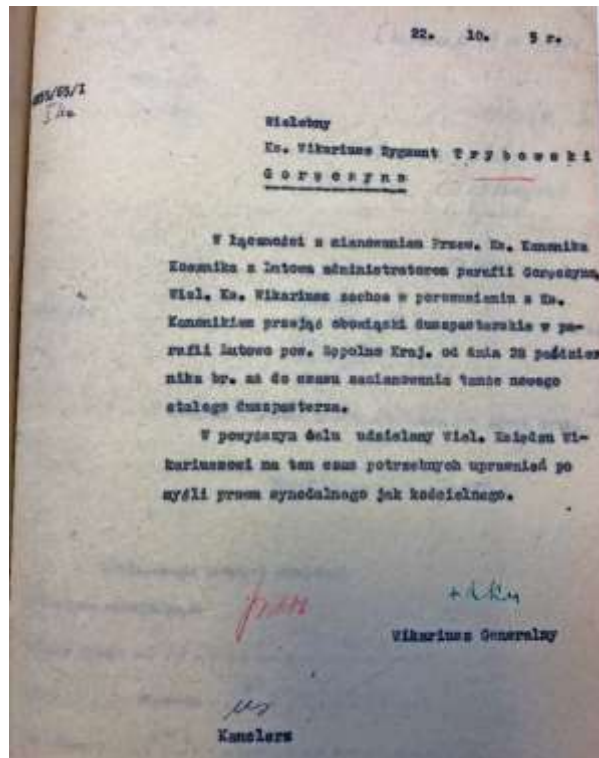 22. 10. 5 r.
/65/I
Wielebny
Ks. Wikariusz Zygmunt Trybowski
Goręczyno
W łączności z mianowaniem Przew. Ks. Kanonika
Kosznika z Lutowa administratorem parafii Goręczyno,
Wiel. Ks. Wikariusz zechce w porozumieniu z Ks.
Kanonikiem przejąć obowiązki duszpasterskie w pa-
rafii Lutowo pow. Sępolno Kraj. od dnia 28 paździer
nika br. aż do czasu zamianowania tamże nowego
stałego duszpasterza.
W powyższym celu udzielamy Wiel. Księdzu Wi-
kariuszowi na ten czas potrzebnych uprawnień po
myśli prawa synodalnego jak kościelnego.
Wikariusz Generalny
Kanclerz